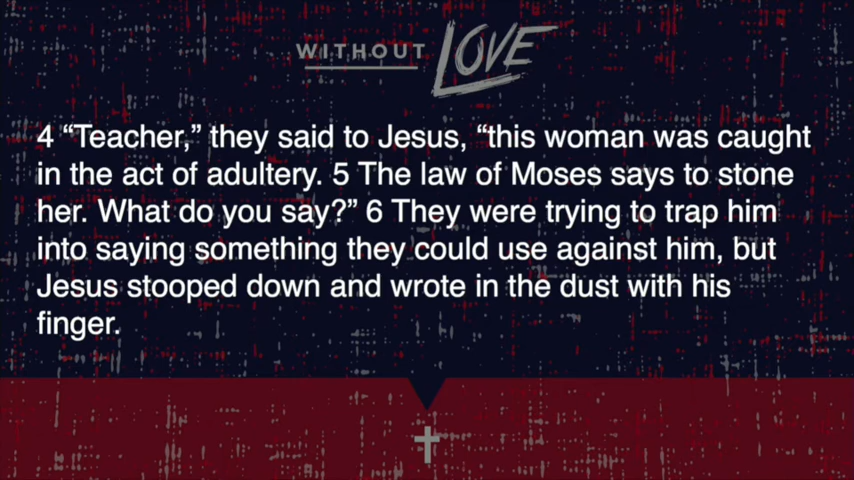 WITHOUT LOVE
4 “Teacher,” they said to Jesus, “this woman was caught
in the act of adultery. 5 The law of Moses says to stone
her. What do you say?” 6 They were trying to trap him
into saying something they could use against him, but
Jesus stooped down and wrote in the dust with his
finger.